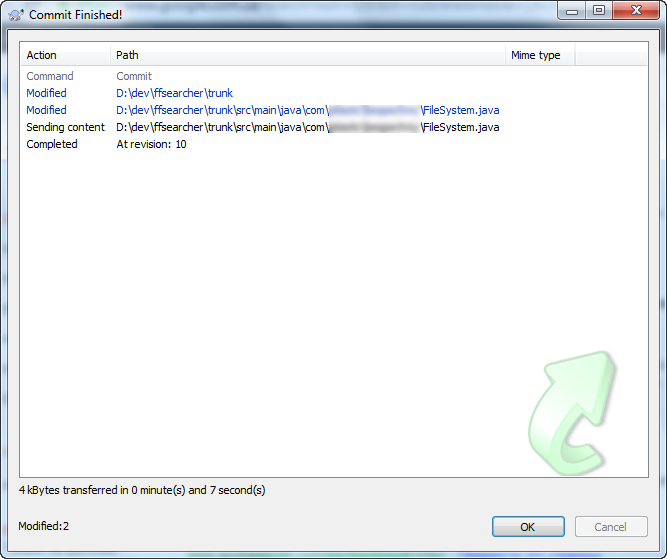 Commit Finished!
Action Path Mime type
Command Commit
Modified D:\dev\ffsearcher\trunk
Modified D:\dev\ffsearcher\trunk\src\main\java\com\ \FileSystem.java
Sending content D:\dev\ffsearcher\trunk\src\main\java\com\ \FileSystem.java
Completed At revision: 10
4 kBytes transferred in 0 minute(s) and 7 second(s)
Modified:2 OK Cancel